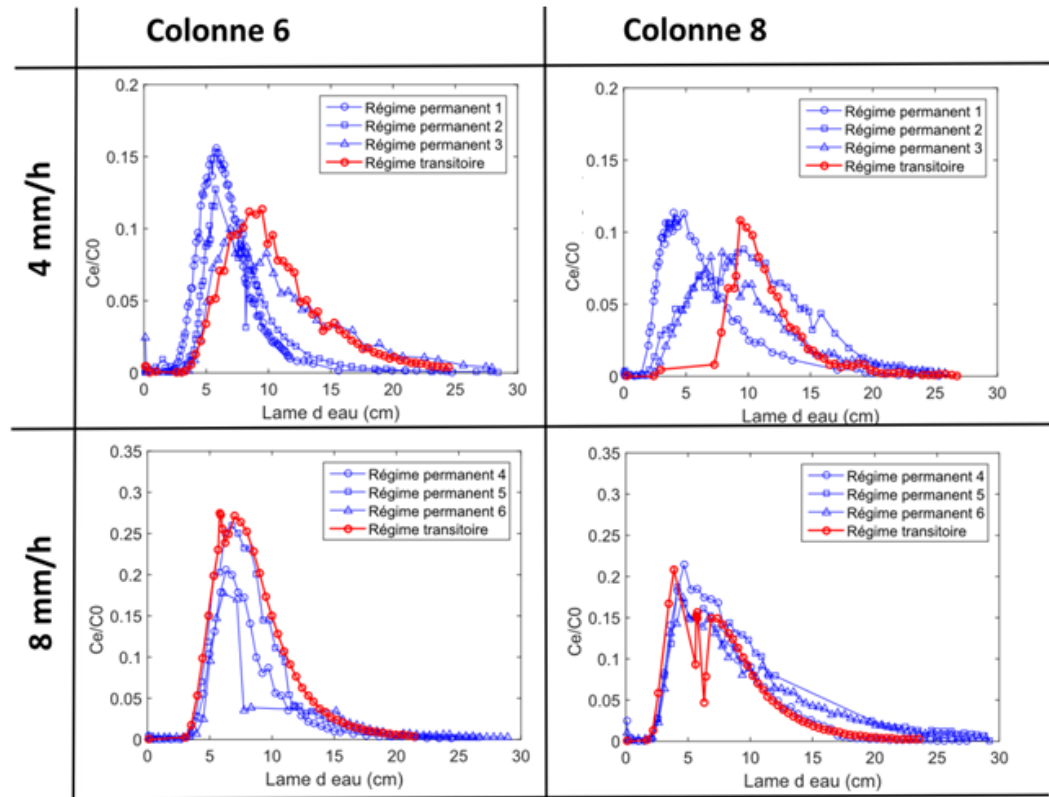 Colonne 6
Colonne 8
4 mm/h
0.2
0.15
0.1
0.05
0
Ce/C0
0 5 10 15 20 25 30
Lame d eau (cm)
Régime permanent 1
Régime permanent 2
Régime permanent 3
Régime transitoire
0.2
0.15
0.1
0.05
0
Ce/C0
0 5 10 15 20 25 30
Lame d eau (cm)
Régime permanent 1
Régime permanent 2
Régime permanent 3
Régime transitoire
8 mm/h
0.35
0.3
0.25
0.2
0.15
0.1
0.05
0
Ce/C0
0 5 10 15 20 25 30
Lame d eau (cm)
Régime permanent 4
Régime permanent 5
Régime permanent 6
Régime transitoire
0.35
0.3
0.25
0.2
0.15
0.1
0.05
0
Ce/C0
0 5 10 15 20 25 30
Lame d eau (cm)
Régime permanent 4
Régime permanent 5
Régime permanent 6
Régime transitoire